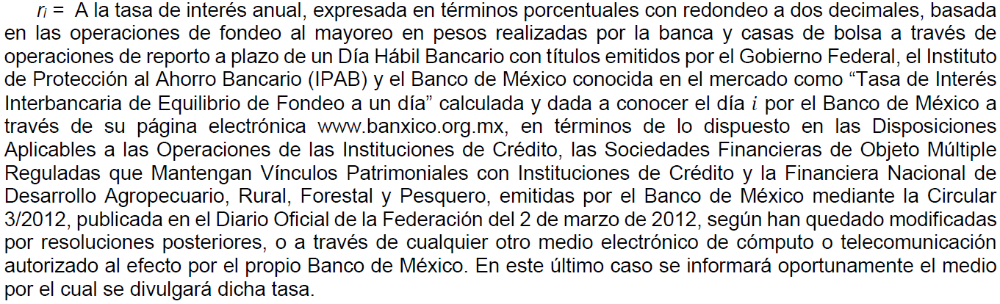 rᵢ = A la tasa de interés anual, expresada en términos porcentuales con redondeo a dos decimales, basada
en las operaciones de fondeo al mayoreo en pesos realizadas por la banca y casas de bolsa a través de
operaciones de reporto a plazo de un Día Hábil Bancario con títulos emitidos por el Gobierno Federal, el Instituto
de Protección al Ahorro Bancario (IPAB) y el Banco de México conocida en el mercado como “Tasa de Interés
Interbancaria de Equilibrio de Fondeo a un día” calculada y dada a conocer el día i por el Banco de México a
través de su página electrónica www.banxico.org.mx, en términos de lo dispuesto en las Disposiciones
Aplicables a las Operaciones de las Instituciones de Crédito, las Sociedades Financieras de Objeto Múltiple
Reguladas que Mantengan Vínculos Patrimoniales con Instituciones de Crédito y la Financiera Nacional de
Desarrollo Agropecuario, Rural, Forestal y Pesquero, emitidas por el Banco de México mediante la Circular
3/2012, publicada en el Diario Oficial de la Federación del 2 de marzo de 2012, según han quedado modificadas
por resoluciones posteriores, o a través de cualquier otro medio electrónico de cómputo o telecomunicación
autorizado al efecto por el propio Banco de México. En este último caso se informará oportunamente el medio
por el cual se divulgará dicha tasa.